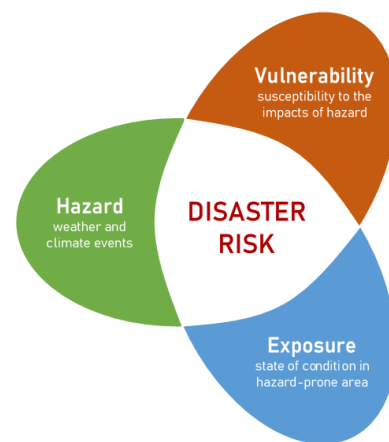 Vulnerability
susceptibility to the
impacts of hazard
Hazard
weather and
climate events
DISASTER
RISK
Exposure
state of condition in
hazard-prone area